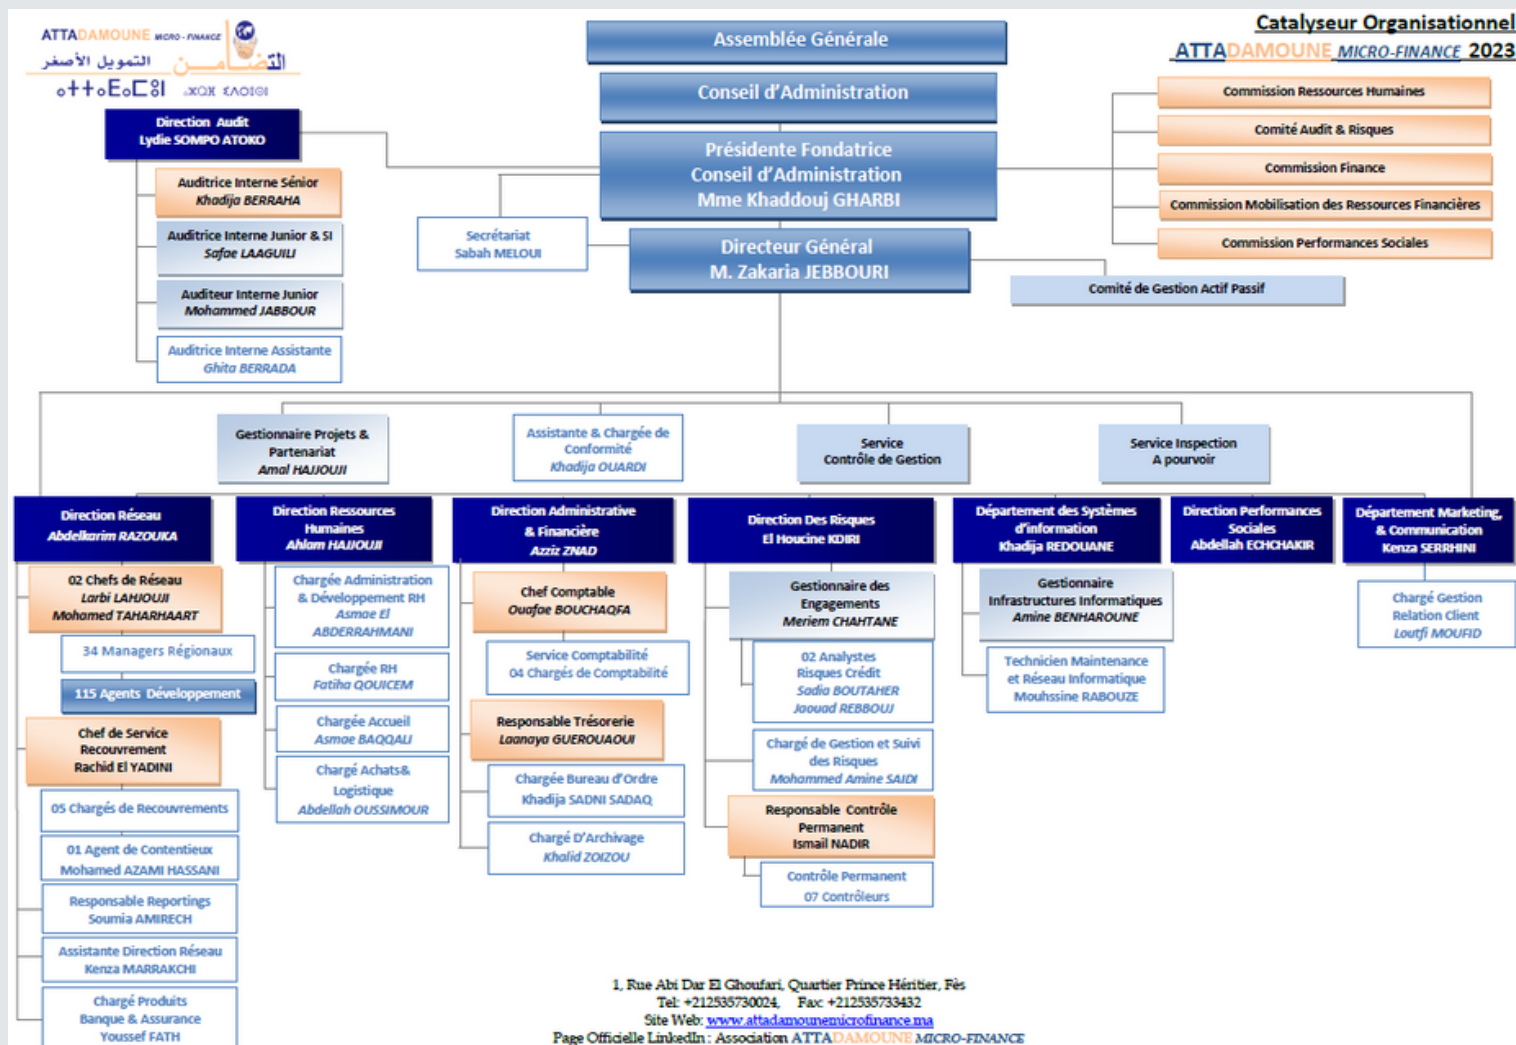 ATTADAMOUNE MICRO-FINANCE
التضامن التمويل الأصغر
ⴰⵜⵜⴰⴹⴰⵎⵓⵏ
Catalyseur Organisationnel
ATTADAMOUNE MICRO-FINANCE 2023
Assemblée Générale
Conseil d'Administration
Présidente Fondatrice
Conseil d'Administration
Mme Khaddouj GHARBI
Commission Ressources Humaines
Comité Audit & Risques
Commission Finance
Commission Mobilisation des Ressources Financières
Commission Performances Sociales
Direction Audit
Lydie SOMPO ATOKO
Auditrice Interne Sénior
Khadija BERRAHA
Auditrice Interne Junior & SI
Safae LAAGUILI
Auditeur Interne Junior
Mohammed JABBOUR
Auditrice Interne Assistante
Ghita BERRADA
Secrétariat
Sabah MELOUI
Directeur Général
M. Zakaria JEBBOURI
Comité de Gestion Actif Passif
Gestionnaire Projets &
Partenariat
Amal HAJJOUJI
Assistante & Chargée de
Conformité
Khadija OUARDI
Service
Contrôle de Gestion
Service Inspection
A pourvoir
Direction Réseau
Abdelkarim RAZOUKA
02 Chefs de Réseau
Larbi LAHJOUJI
Mohamed TAHARHAART
34 Managers Régionaux
115 Agents Développement
Chef de Service
Recouvrement
Rachid El YADINI
05 Chargés de Recouvrements
01 Agent de Contentieux
Mohamed AZAMI HASSANI
Responsable Reportings
Soumia AMIRECH
Assistante Direction Réseau
Kenza MARRAKCHI
Chargé Produits
Banque & Assurance
Youssef FATH
Direction Ressources
Humaines
Ahlam HAJJOUJI
Chargée Administration
& Développement RH
Asmae El
ABDERRAHMANI
Chargée RH
Fatiha QOUICEM
Chargée Accueil
Asmae BAQQALI
Chargé Achats&
Logistique
Abdellah OUSSIMOUR
Direction Administrative
& Financière
Azziz ZNAD
Chef Comptable
Ouafae BOUCHAQFA
Service Comptabilité
04 Chargés de Comptabilité
Responsable Trésorerie
Laanaya GUEROUAOUI
Chargée Bureau d'Ordre
Khadija SADNI SADAQ
Chargé D'Archivage
Khalid ZOIZOU
Direction Des Risques
El Houcine KDIRI
Gestionnaire des
Engagements
Meriem CHAHTANE
02 Analystes
Risques Crédit
Sadia BOUTAHER
Jaouad REBBOUJ
Chargé de Gestion et Suivi
des Risques
Mohammed Amine SAIDI
Responsable Contrôle
Permanent
Ismail NADIR
Contrôle Permanent
07 Contrôleurs
Département des Systèmes
d'information
Khadija REDOUANE
Gestionnaire
Infrastructures Informatiques
Amine BENHAROUNE
Technicien Maintenance
et Réseau Informatique
Mouhssine RABOUZE
Direction Performances
Sociales
Abdellah ECHCHAKIR
Département Marketing,
& Communication
Kenza SERRHINI
Chargé Gestion
Relation Client
Loutfi MOUFID
1, Rue Abi Dar El Ghoufari, Quartier Prince Héritier, Fès
Tel: +212535730024, Fax: +212535733432
Site Web: www.attadamounemicrofinance.ma
Page Officielle LinkedIn : Association ATTADAMOUNE MICRO-FINANCE